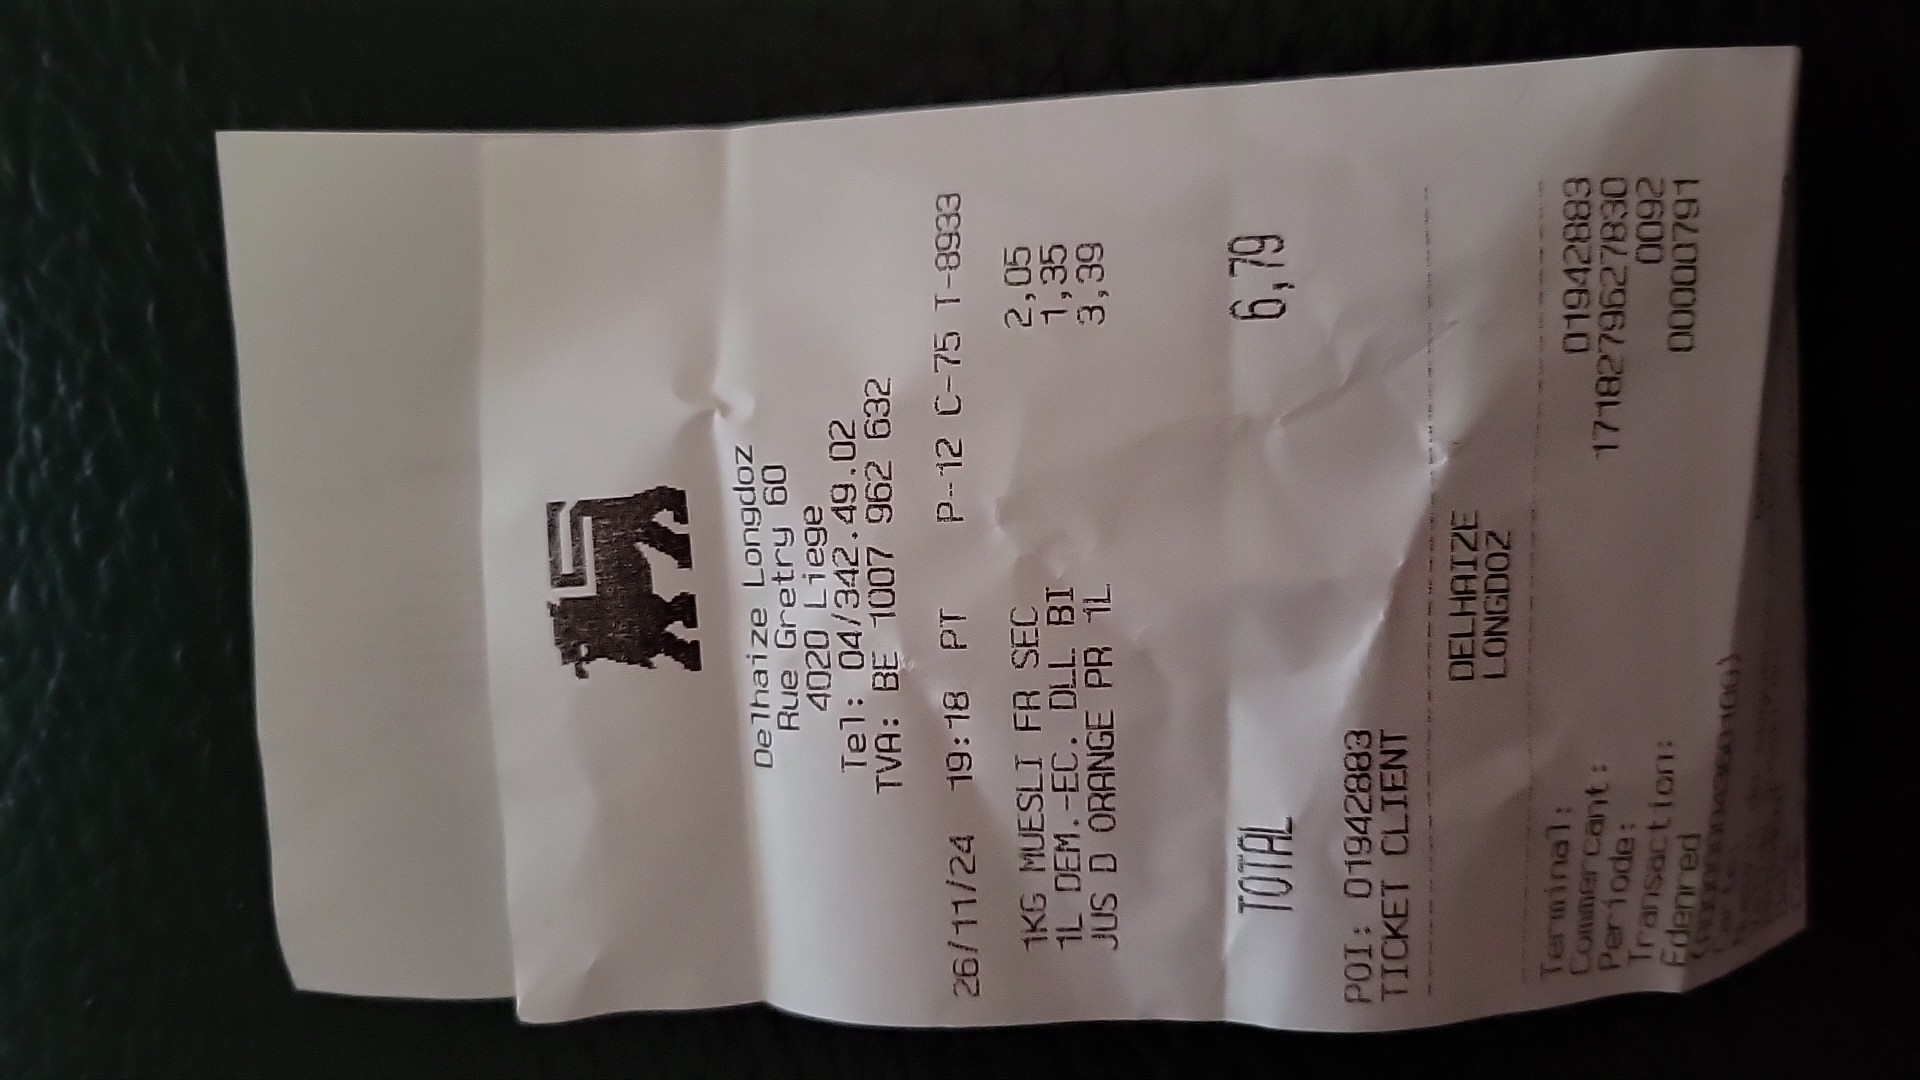 Delhaize Longdoz
Rue Gretry 60
4020 Liege
Tel: 04/342.49.02
TVA: BE 1007 962 632
26/11/24 19:18 PT P-12 C-75 T-8933
1KG MUESLI FR SEC 2,05
1L DEM.-EC. DLL BI 1,35
JUS D ORANGE PR 1L 3,39
TOTAL 6,79
POI: 01942883
TICKET CLIENT
DELHAIZE
LONGDOZ
Terminal: 01942883
Commercant: 17182796277830
Periode: 0092
Transaction: 00000791
Edenred